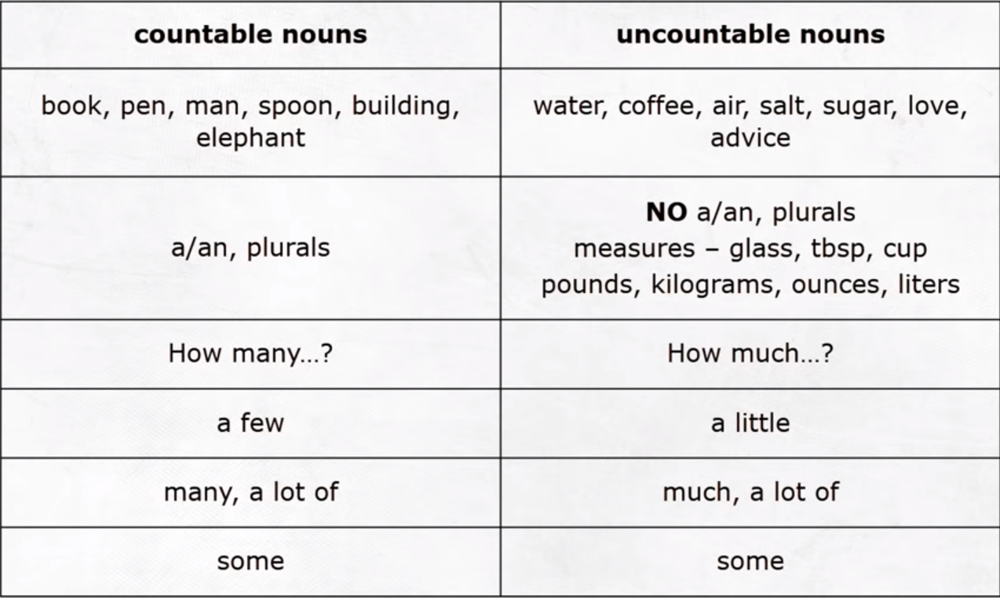 countable nouns
uncountable nouns
book, pen, man, spoon, building,
elephant
water, coffee, air, salt, sugar, love,
advice
a/an, plurals
NO a/an, plurals
measures – glass, tbsp, cup
pounds, kilograms, ounces, liters
How many...?
How much...?
a few
a little
many, a lot of
much, a lot of
some
some